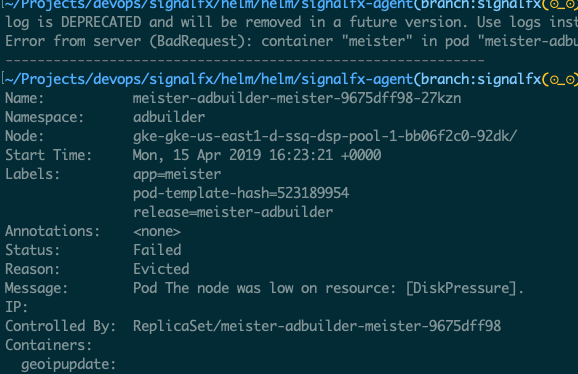 ~/Projects/devops/signalfx/helm/helm/signalfx-agent(branch:signalfx(⊙_⊙)
log is DEPRECATED and will be removed in a future version. Use logs inst
Error from server (BadRequest): container "meister" in pod "meister-adbu
------------------------------------------------------------
~/Projects/devops/signalfx/helm/helm/signalfx-agent(branch:signalfx(⊙_⊙)
Name: meister-adbuilder-meister-9675dff98-27kzn
Namespace: adbuilder
Node: gke-gke-us-east1-d-ssq-dsp-pool-1-bb06f2c0-92dk/
Start Time: Mon, 15 Apr 2019 16:23:21 +0000
Labels: app=meister
pod-template-hash=523189954
release=meister-adbuilder
Annotations: <none>
Status: Failed
Reason: Evicted
Message: Pod The node was low on resource: [DiskPressure].
IP:
Controlled By: ReplicaSet/meister-adbuilder-meister-9675dff98
Containers:
geoipupdate: